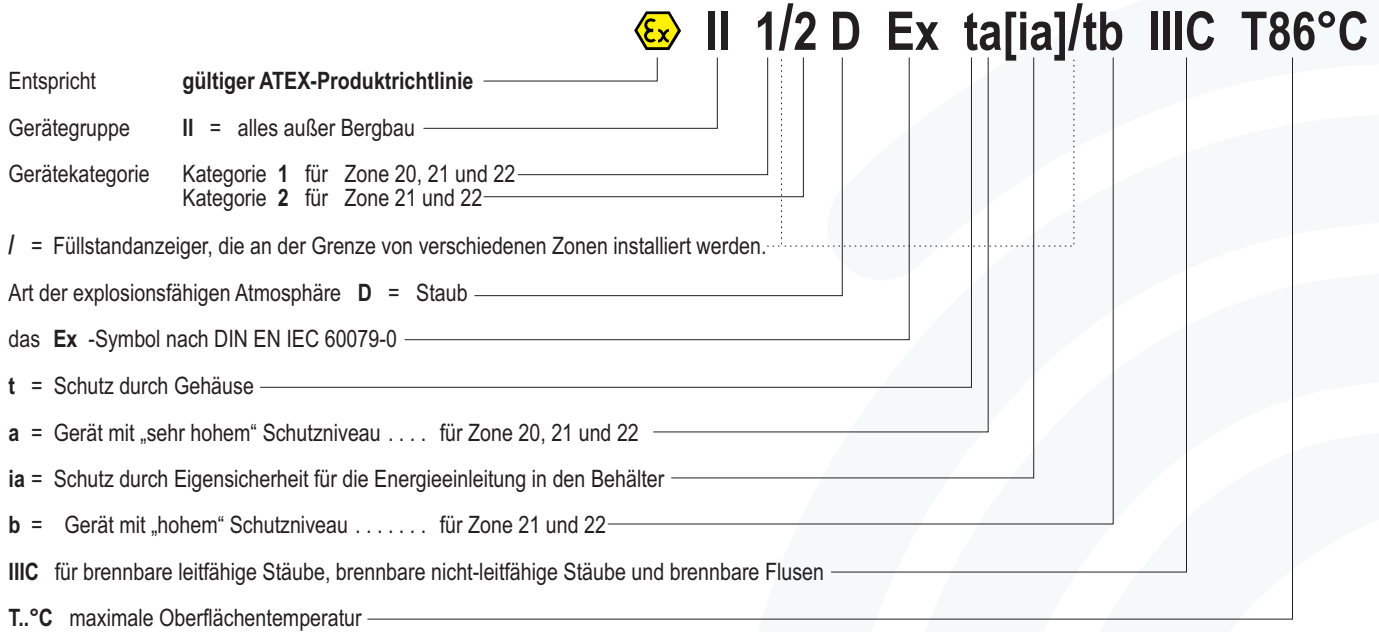 Ex II 1/2 D Ex ta[ia]/tb IIIC T86°C
Entspricht gültiger ATEX-Produktrichtlinie
Gerätegruppe II = alles außer Bergbau
Gerätekategorie Kategorie 1 für Zone 20, 21 und 22
Kategorie 2 für Zone 21 und 22
/ = Füllstandanzeiger, die an der Grenze von verschiedenen Zonen installiert werden.
Art der explosionsfähigen Atmosphäre D = Staub
das Ex -Symbol nach DIN EN IEC 60079-0
t = Schutz durch Gehäuse
a = Gerät mit „sehr hohem“ Schutzniveau . . . . für Zone 20, 21 und 22
ia = Schutz durch Eigensicherheit für die Energieeinleitung in den Behälter
b = Gerät mit „hohem“ Schutzniveau . . . . . . . für Zone 21 und 22
IIIC für brennbare leitfähige Stäube, brennbare nicht-leitfähige Stäube und brennbare Flusen
T..°C maximale Oberflächentemperatur